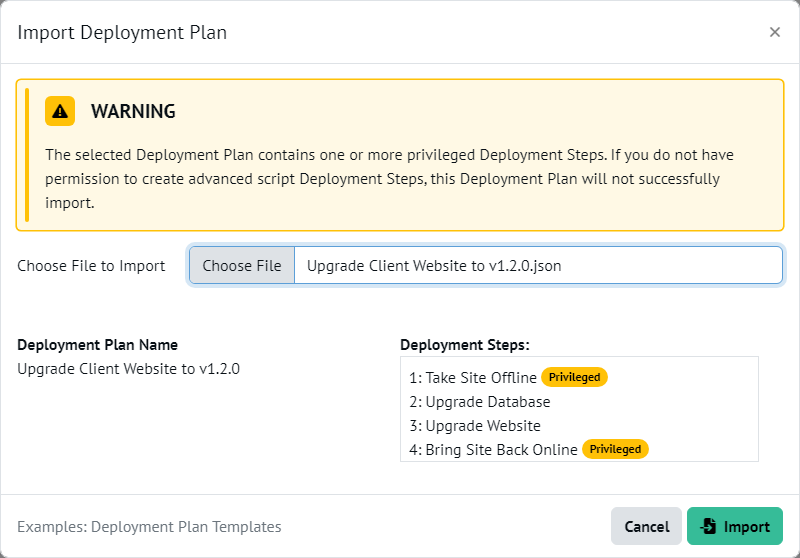 Import Deployment Plan
×
WARNING
The selected Deployment Plan contains one or more privileged Deployment Steps. If you do not have
permission to create advanced script Deployment Steps, this Deployment Plan will not successfully
import.
Choose File to Import
Choose File
Upgrade Client Website to v1.2.0.json
Deployment Plan Name
Upgrade Client Website to v1.2.0
Deployment Steps:
1: Take Site Offline Privileged
2: Upgrade Database
3: Upgrade Website
4: Bring Site Back Online Privileged
Examples: Deployment Plan Templates
Cancel
Import